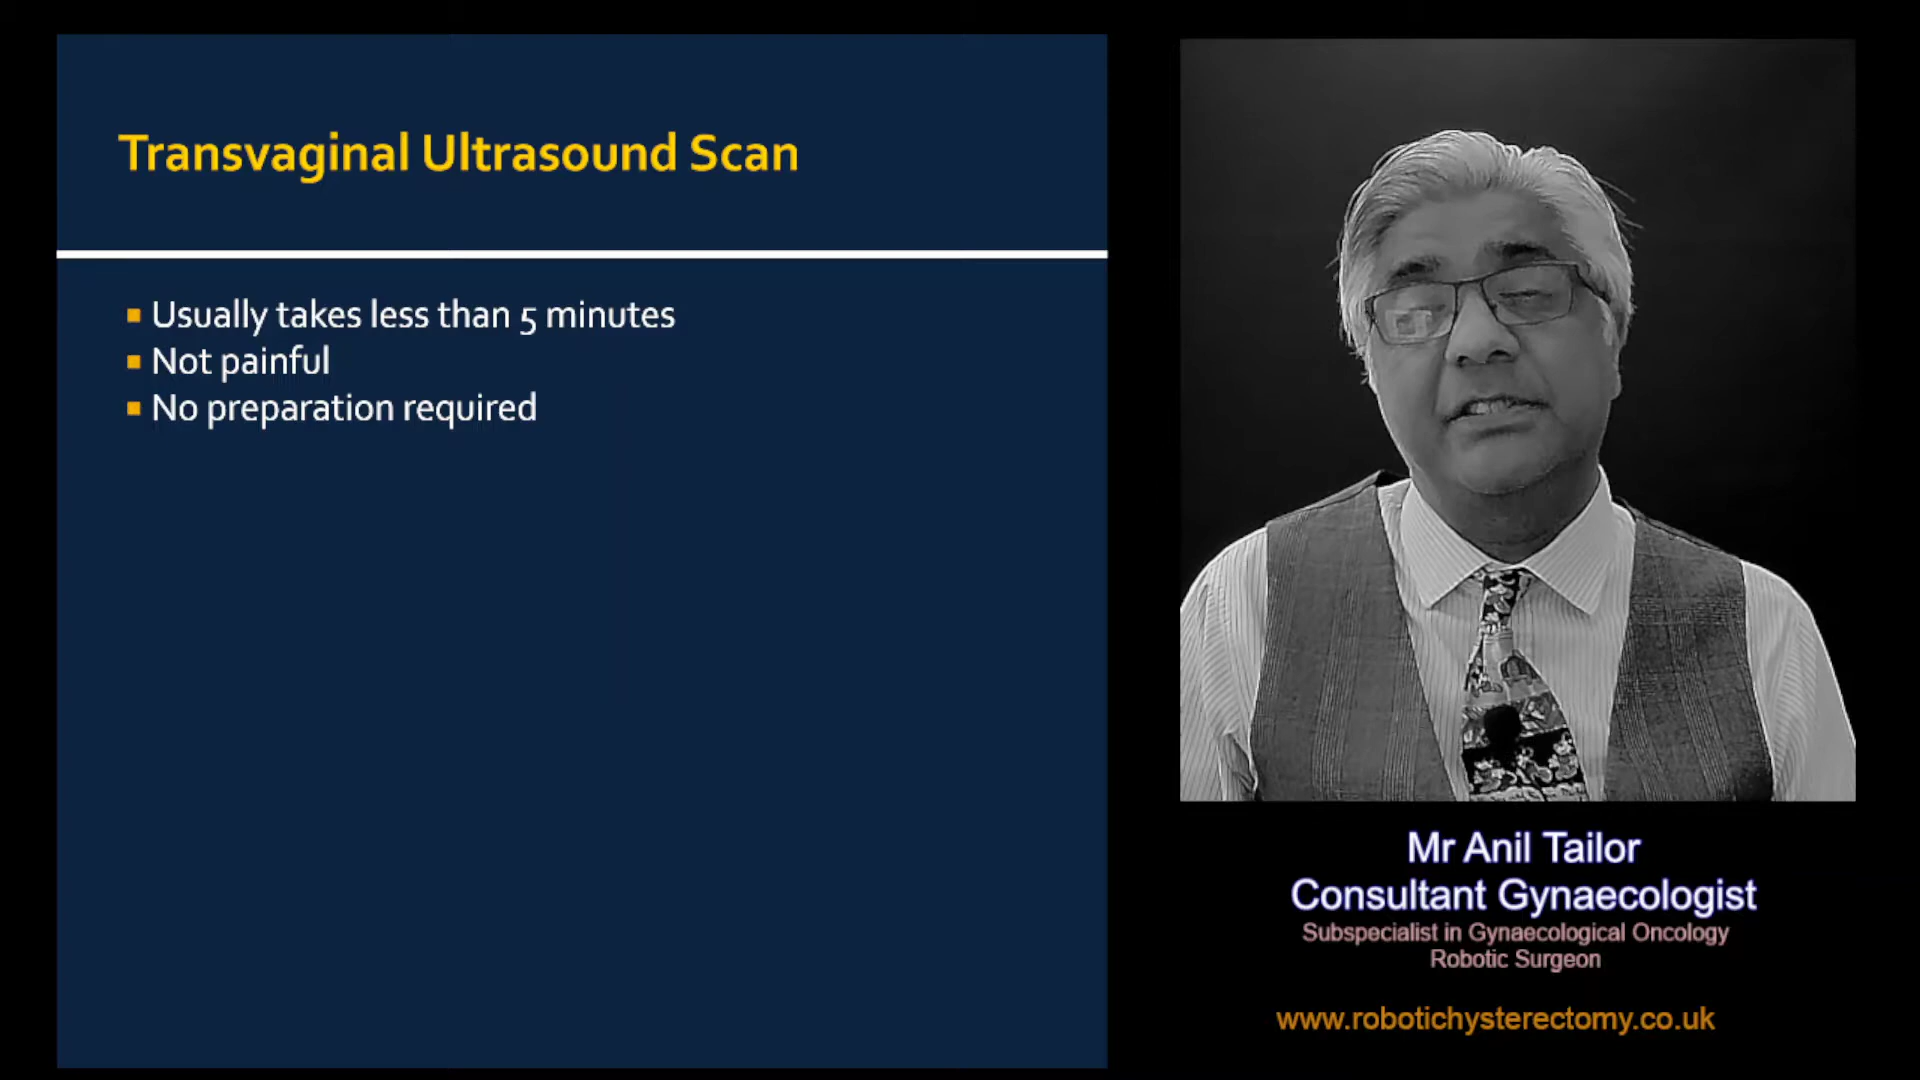 Transvaginal Ultrasound Scan
Usually takes less than 5 minutes
Not painful
No preparation required
Mr Anil Tailor
Consultant Gynaecologist
Subspecialist in Gynaecological Oncology
Robotic Surgeon
www.robotichysterectomy.co.uk